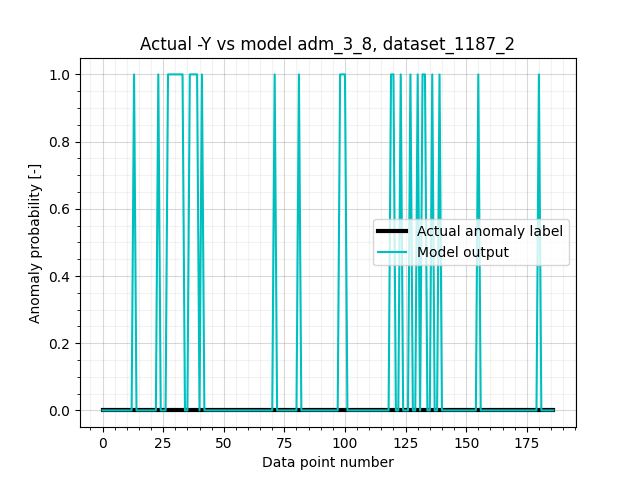 Actual -Y vs model adm_3_8, dataset_1187_2
1.0
0.8
0.6
0.4
0.2
0.0
Anomaly probability [-]
Actual anomaly label
Model output
0 25 50 75 100 125 150 175
Data point number